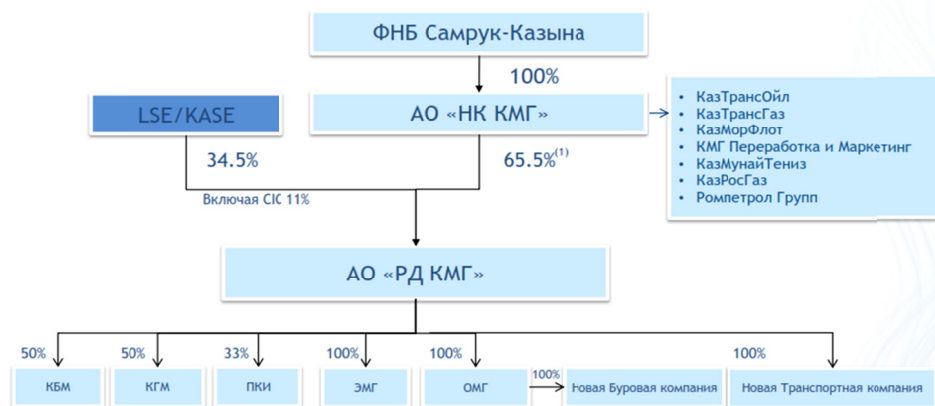 ФНБ Самрук-Казына
100%
LSE/KASE
АО «НК КМГ»
• КазТрансОйл
• КазТрансГаз
• КазМорФлот
• КМГ Переработка и Маркетинг
• КазМунайТениз
• КазРосГаз
• Ромпетрол Групп
34.5%
65.5%(1)
Включая CIC 11%
АО «РД КМГ»
50%
50%
33%
100%
100%
100%
100%
КБМ
КГМ
ПКИ
ЭМГ
ОМГ
Новая Буровая компания
Новая Транспортная компания